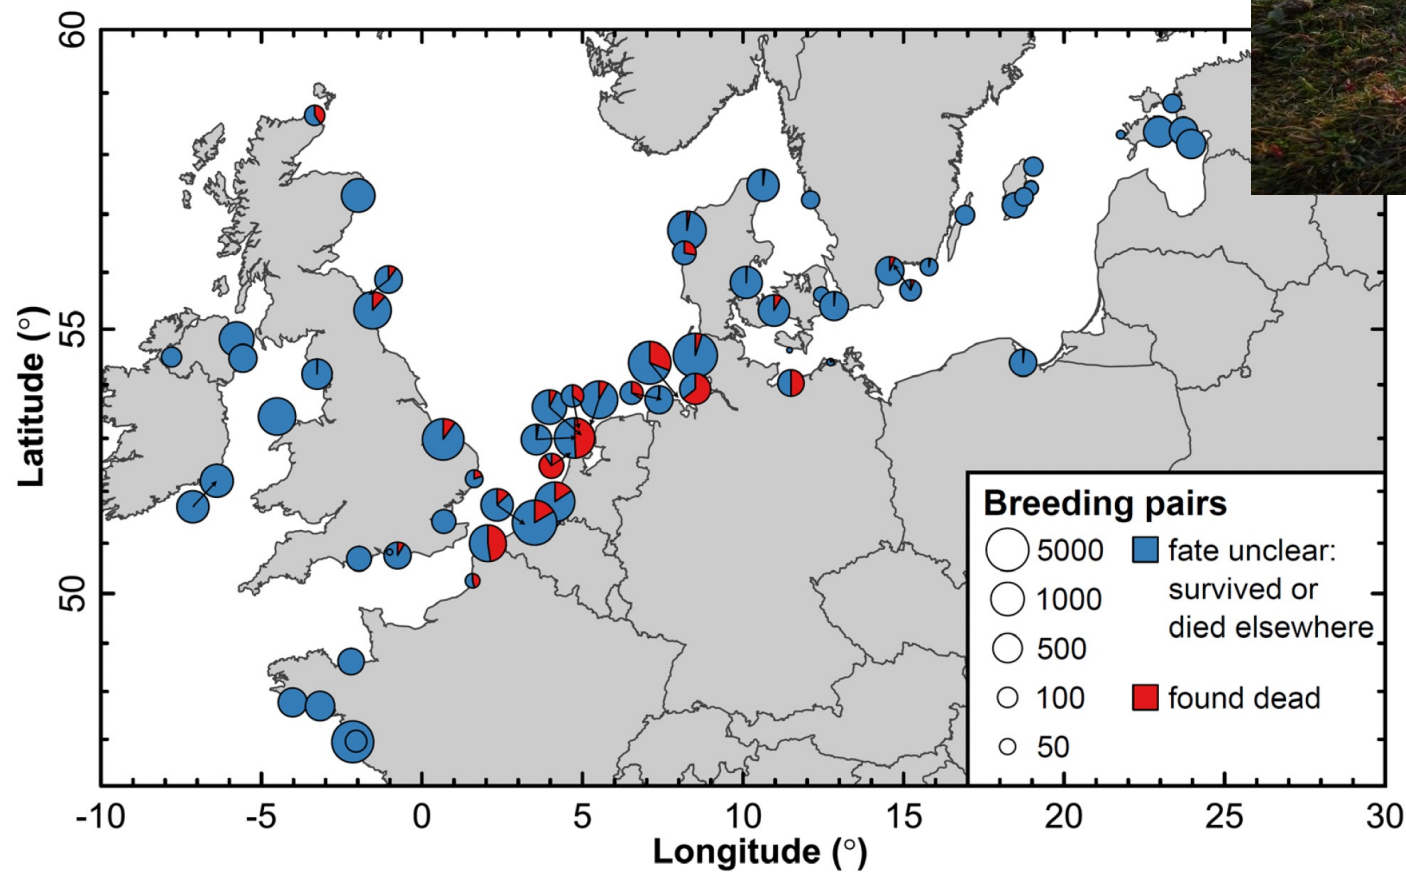 60
55
50
Latitude (°)
-10 -5 0 5 10 15 20 25 30
Longitude (°)
Breeding pairs
5000
1000
500
100
50
fate unclear:
survived or
died elsewhere
found dead